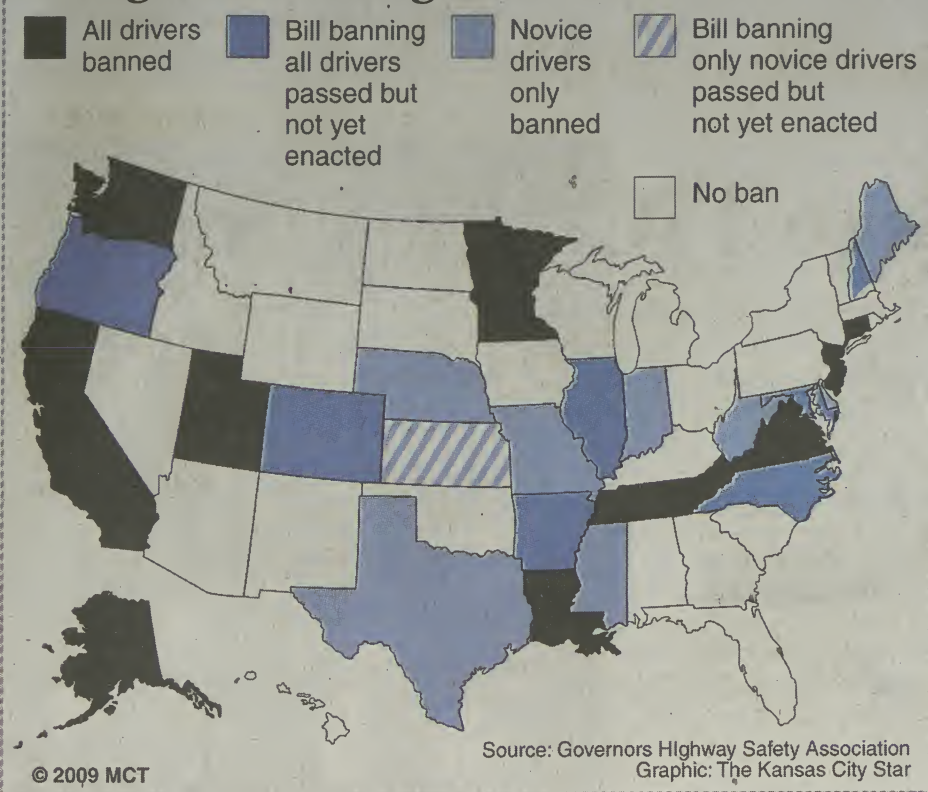 All drivers
banned
Bill banning
all drivers
passed but
not yet
enacted
Novice
drivers
only
banned
Bill banning
only novice drivers
passed but
not yet enacted
No ban
Source: Governors HIghway Safety Association
Graphic: The Kansas City Star
© 2009 MCT